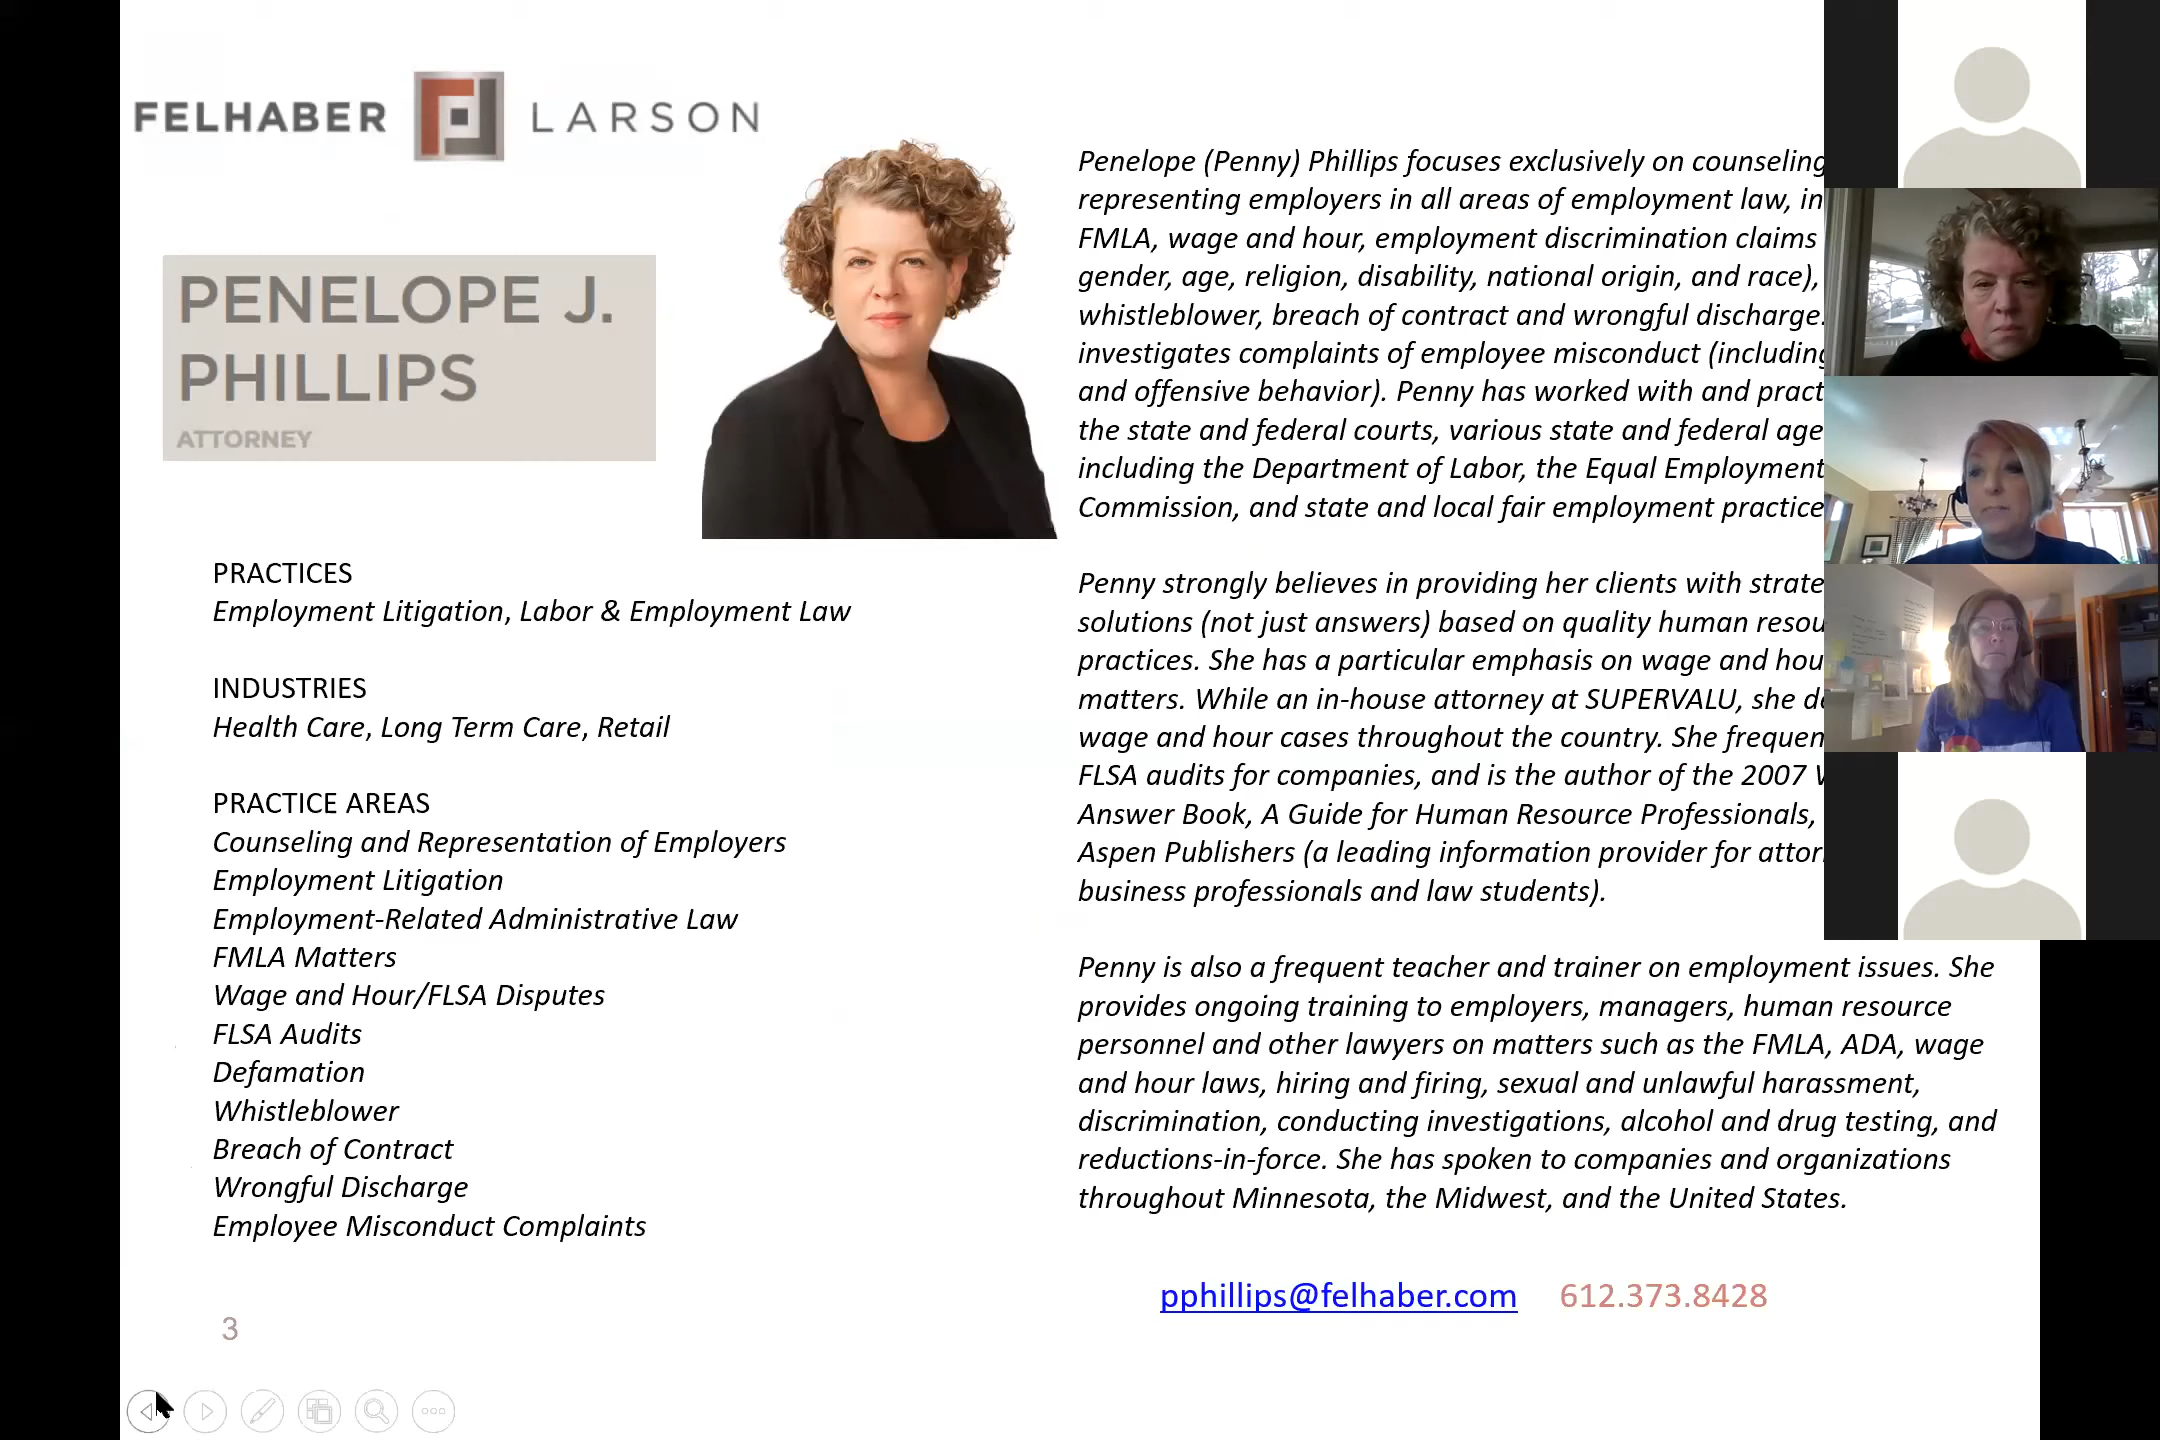 FELHABER LARSON
PENELOPE J.
PHILLIPS
ATTORNEY
PRACTICES
Employment Litigation, Labor & Employment Law
INDUSTRIES
Health Care, Long Term Care, Retail
PRACTICE AREAS
Counseling and Representation of Employers
Employment Litigation
Employment-Related Administrative Law
FMLA Matters
Wage and Hour/FLSA Disputes
FLSA Audits
Defamation
Whistleblower
Breach of Contract
Wrongful Discharge
Employee Misconduct Complaints
3
Penelope (Penny) Phillips focuses exclusively on counseling
representing employers in all areas of employment law, in
FMLA, wage and hour, employment discrimination claims
gender, age, religion, disability, national origin, and race),
whistleblower, breach of contract and wrongful discharge.
investigates complaints of employee misconduct (including
and offensive behavior). Penny has worked with and pract
the state and federal courts, various state and federal age
including the Department of Labor, the Equal Employment
Commission, and state and local fair employment practice
Penny strongly believes in providing her clients with strate
solutions (not just answers) based on quality human resou
practices. She has a particular emphasis on wage and hou
matters. While an in-house attorney at SUPERVALU, she de
wage and hour cases throughout the country. She frequen
FLSA audits for companies, and is the author of the 2007
Answer Book, A Guide for Human Resource Professionals,
Aspen Publishers (a leading information provider for attor
business professionals and law students).
Penny is also a frequent teacher and trainer on employment issues. She
provides ongoing training to employers, managers, human resource
personnel and other lawyers on matters such as the FMLA, ADA, wage
and hour laws, hiring and firing, sexual and unlawful harassment,
discrimination, conducting investigations, alcohol and drug testing, and
reductions-in-force. She has spoken to companies and organizations
throughout Minnesota, the Midwest, and the United States.
pphillips@felhaber.com 612.373.8428